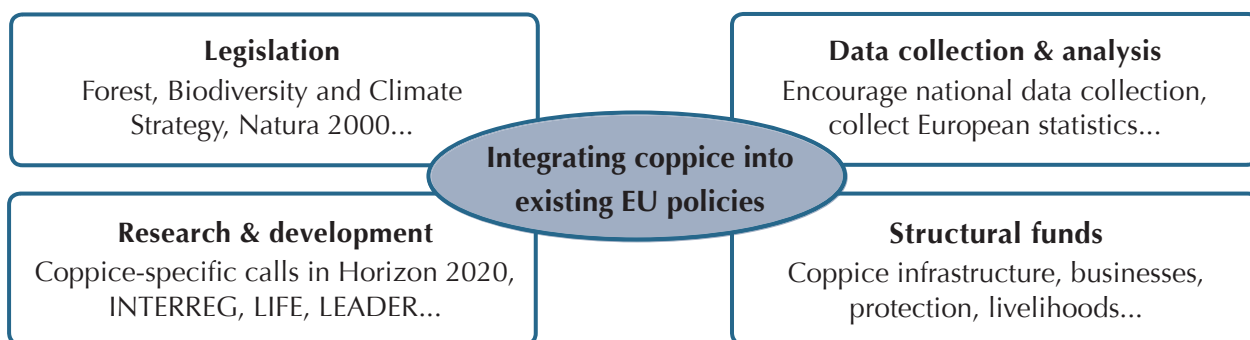 Legislation
Forest, Biodiversity and Climate
Strategy, Natura 2000...
Data collection & analysis
Encourage national data collection,
collect European statistics...
Integrating coppice into
existing EU policies
Research & development
Coppice-specific calls in Horizon 2020,
INTERREG, LIFE, LEADER...
Structural funds
Coppice infrastructure, businesses,
protection, livelihoods...